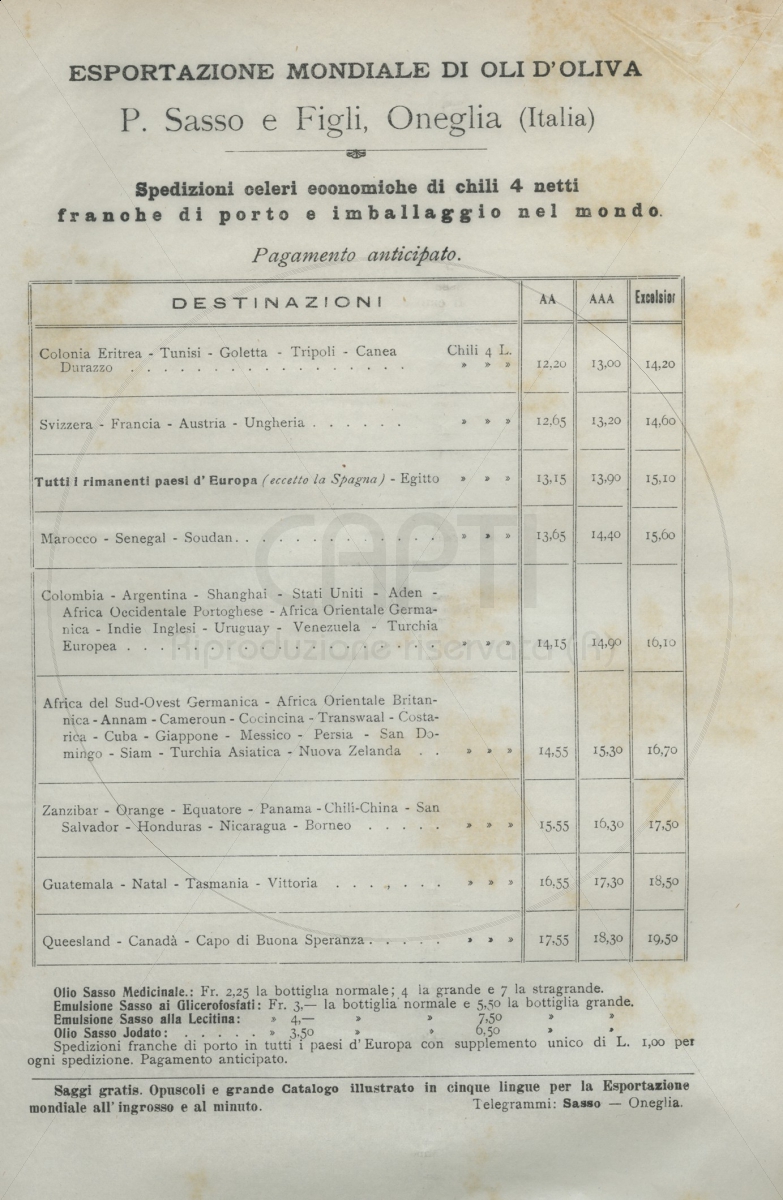 ESPORTAZIONE MONDIALE DI OLI D'OLIVA
P. Sasso e Figli, Oneglia (Italia)
Spedizioni celeri economiche di chili 4 netti
franche di porto e imballaggio nel mondo.
Pagamento anticipato.
DESTINAZIONI AA AAA Excelsior
Colonia Eritrea - Tunisi - Goletta - Tripoli - Canea Chili 4 L.
Durazzo . . . . . . . . . . . . . . . . » » » 12,20 13,00 14,20
Svizzera - Francia - Austria - Ungheria . . . . . . » » » 12,65 13,20 14,60
Tutti i rimanenti paesi d'Europa (eccetto la Spagna) - Egitto » » » 13,15 13,90 15,10
Marocco - Senegal - Soudan. . . . . . . . . . . . . » » » 13,65 14,40 15,60
Colombia - Argentina - Shanghai - Stati Uniti - Aden -
Africa Occidentale Portoghese - Africa Orientale Germa-
nica - Indie Inglesi - Uruguay - Venezuela - Turchia
Europea . . . . . . . . . . . . . . . . . . » » » 14,15 14,90 16,10
Africa del Sud-Ovest Germanica - Africa Orientale Britan-
nica - Annam - Cameroun - Cocincina - Transwaal - Costa-
rica - Cuba - Giappone - Messico - Persia - San Do-
mingo - Siam - Turchia Asiatica - Nuova Zelanda . . » » » 14,55 15,30 16,70
Zanzibar - Orange - Equatore - Panama - Chili-China - San
Salvador - Honduras - Nicaragua - Borneo . . . . . » » » 15,55 16,30 17,50
Guatemala - Natal - Tasmania - Vittoria . . . . . . . » » » 16,55 17,30 18,50
Queesland - Canadà - Capo di Buona Speranza. . . . . » » » 17,55 18,30 19,50
Olio Sasso Medicinale.: Fr. 2,25 la bottiglia normale; 4 la grande e 7 la stragrande.
Emulsione Sasso ai Glicerofosfati: Fr. 3,— la bottiglia normale e 5,50 la bottiglia grande.
Emulsione Sasso alla Lecitina: » 4,— » » 7,50 » »
Olio Sasso Jodato: . . . . . » 3,50 » » 6,50 » »
Spedizioni franche di porto in tutti i paesi d'Europa con supplemento unico di L. 1,00 per
ogni spedizione. Pagamento anticipato.
Saggi gratis. Opuscoli e grande Catalogo illustrato in cinque lingue per la Esportazione
mondiale all'ingrosso e al minuto. Telegrammi: Sasso — Oneglia.
CAPTI
Riproduzione riservata (R)